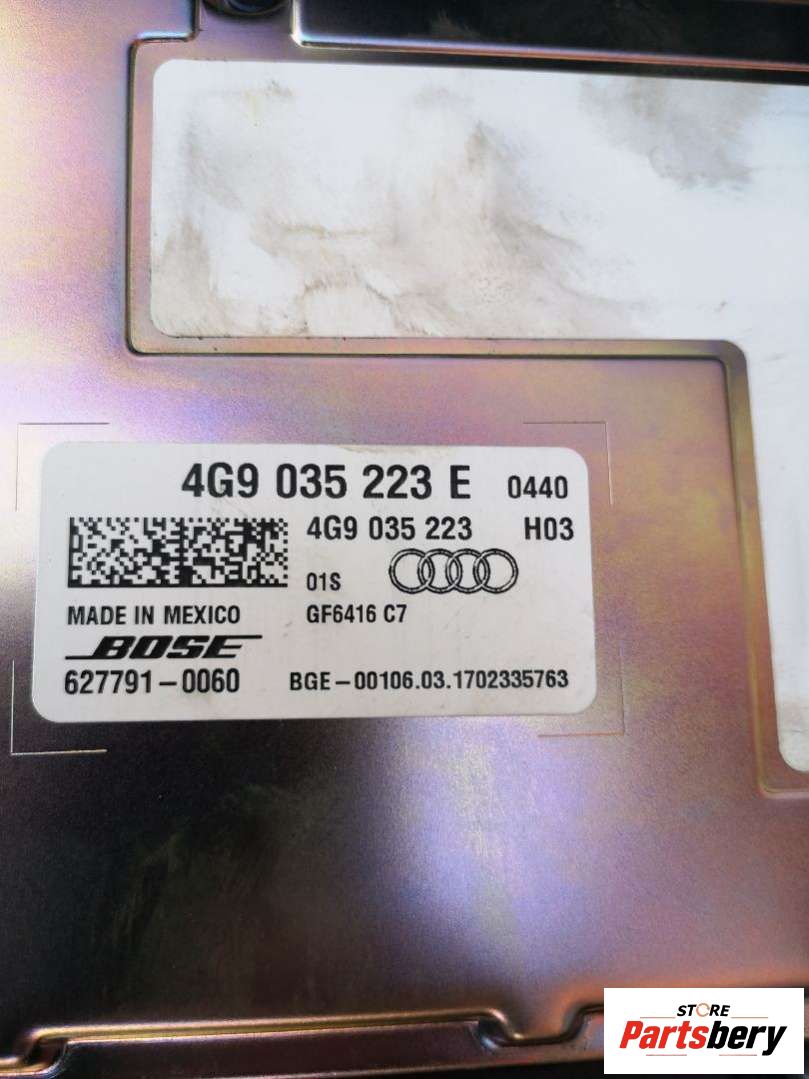 4G9 035 223 E 0440
4G9 035 223 H03
01S
MADE IN MEXICO GF6416 C7
BOSE
627791-0060 BGE-00106.03.1702335763
STORE
Partsbery